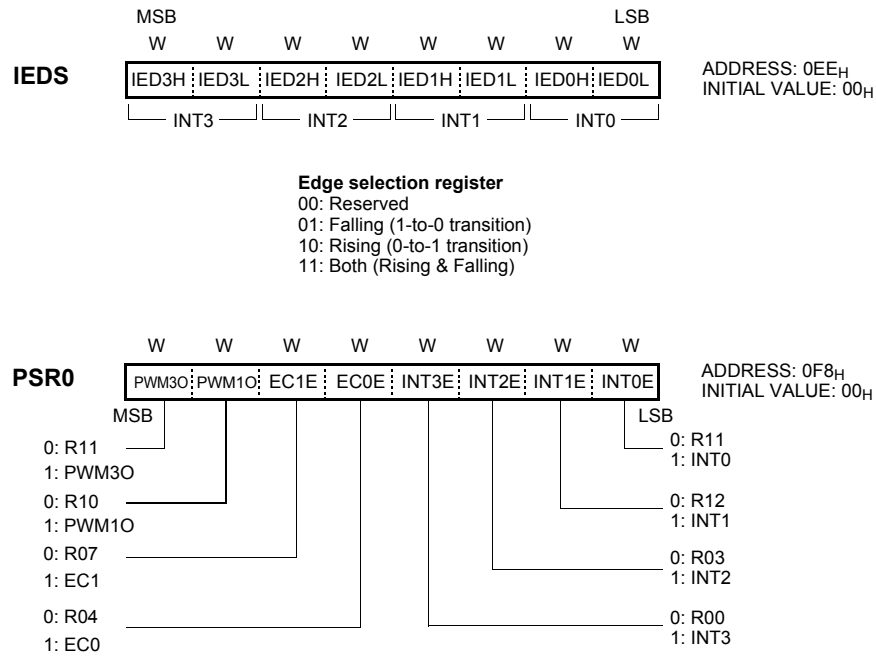 MSB LSB
W W W W W W W W
IEDS IED3H IED3L IED2H IED2L IED1H IED1L IED0H IED0L ADDRESS: 0EEH
INITIAL VALUE: 00H
INT3 INT2 INT1 INT0
Edge selection register
00: Reserved
01: Falling (1-to-0 transition)
10: Rising (0-to-1 transition)
11: Both (Rising & Falling)
W W W W W W W W
PSR0 PWM3O PWM1O EC1E EC0E INT3E INT2E INT1E INT0E ADDRESS: 0F8H
INITIAL VALUE: 00H
MSB LSB
0: R11 0: R11
1: PWM3O 1: INT0
0: R10 0: R12
1: PWM1O 1: INT1
0: R07 0: R03
1: EC1 1: INT2
0: R04 0: R00
1: EC0 1: INT3